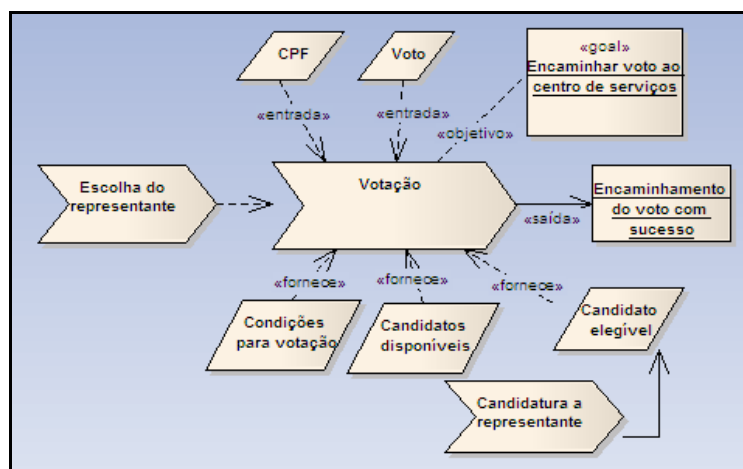 CPF
Voto
«goal»
Encaminhar voto ao
centro de serviços
«entrada»
«entrada»
«objetivo»
Escolha do
representante
Votação
Encaminhamento
do voto com
sucesso
«saída»
«fornece»
«fornece»
«fornece»
Condições
para votação
Candidatos
disponíveis
Candidato
elegível
Candidatura a
representante